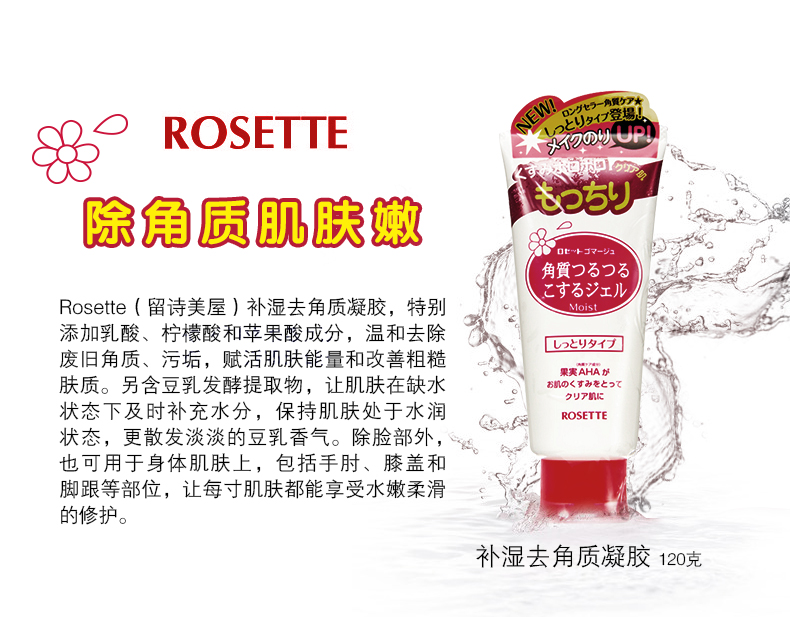 ROSETTE
除角质肌肤嫩
Rosette（留诗美屋）补湿去角质凝胶，特别
添加乳酸、柠檬酸和苹果酸成分，温和去除
废旧角质、污垢，赋活肌肤能量和改善粗糙
肤质。另含豆乳发酵提取物，让肌肤在缺水
状态下及时补充水分，保持肌肤处于水润
状态，更散发淡淡的豆乳香气。除脸部外，
也可用于身体肌肤上，包括手肘、膝盖和
脚跟等部位，让每寸肌肤都能享受水嫩柔滑
的修护。
NEW!
ロングセラー角質ケア★
しっとりタイプ登場！
メイクのり UP!
クリア肌
もっちり
ロゼット ゴマージュ
角質つるつる
こするジェル
Moist
しっとりタイプ
果実AHAが
お肌のくすみをとって
クリア肌に
ROSETTE
补湿去角质凝胶 120克